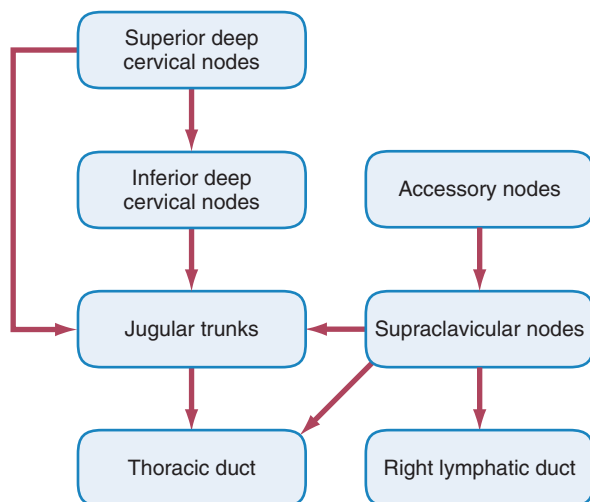 Superior deep
cervical nodes
Inferior deep
cervical nodes
Accessory nodes
Jugular trunks
Supraclavicular nodes
Thoracic duct
Right lymphatic duct